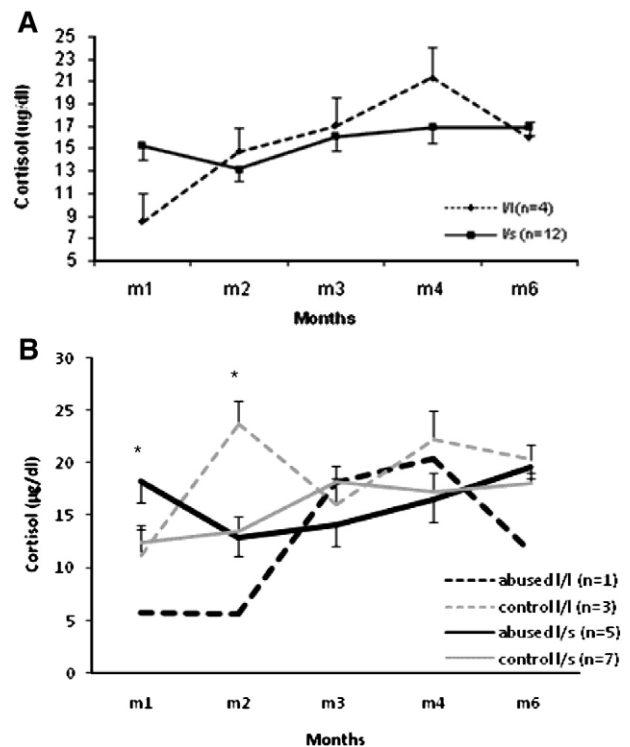 A
25
23
21
19
17
15
13
11
9
7
5
Cortisol (ug/dl)
l/l(n=4)
l/s (n=12)
m1 m2 m3 m4 m6
Months
B
30
25
20
15
10
5
0
Cortisol (µg/dl)
*
*
abused l/l (n=1)
control l/l (n=3)
abused l/s (n=5)
control l/s (n=7)
m1 m2 m3 m4 m6
Months